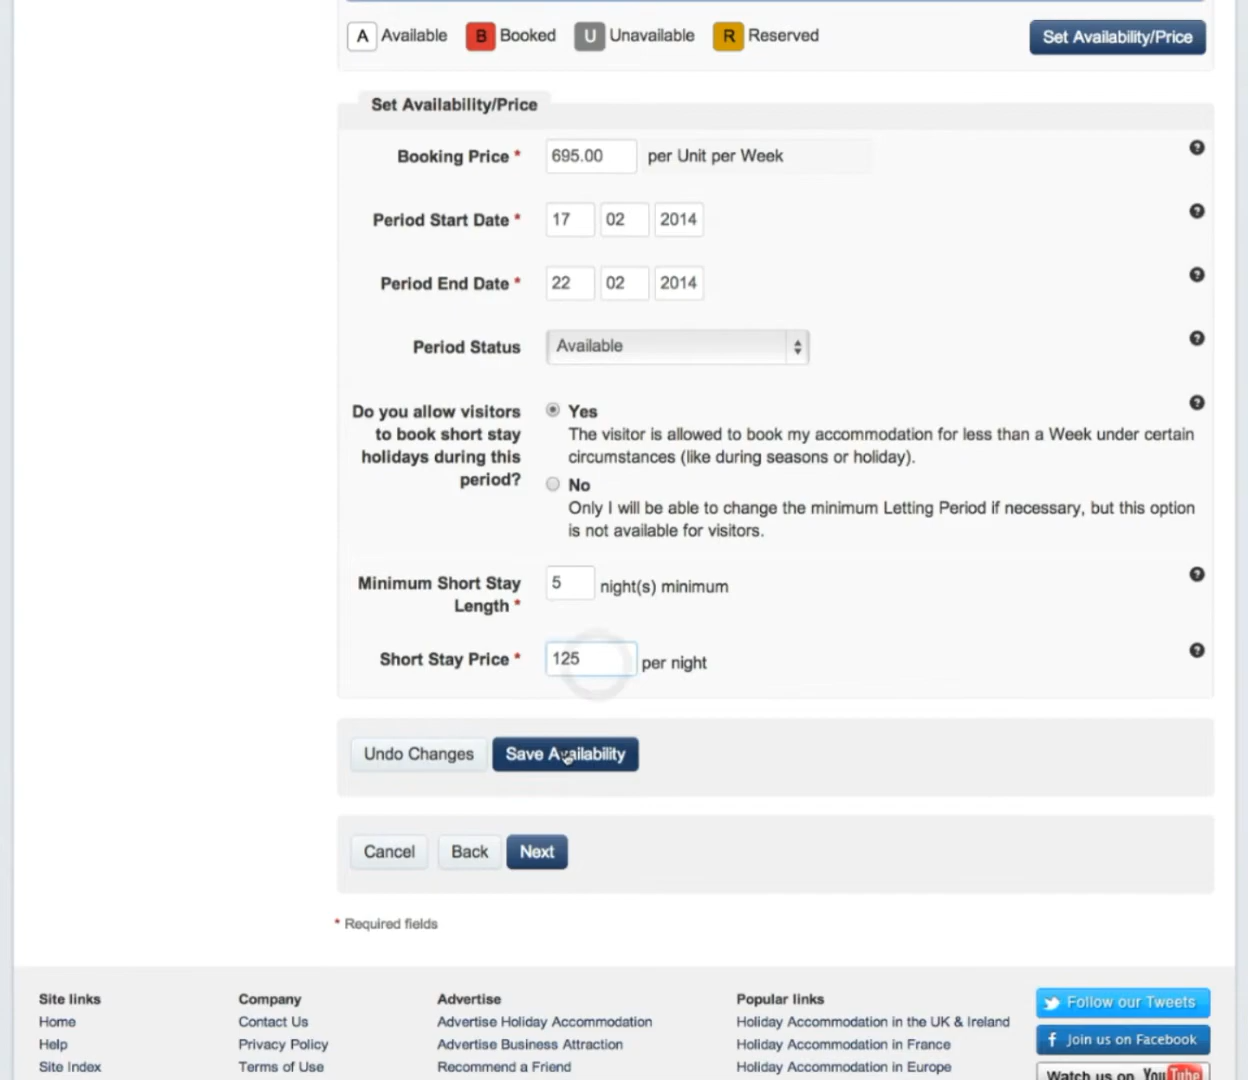 A Available B Booked U Unavailable R Reserved Set Availability/Price
Set Availability/Price
Booking Price * 695.00 per Unit per Week ?
Period Start Date * 17 02 2014 ?
Period End Date * 22 02 2014 ?
Period Status Available ?
Do you allow visitors to book short stay holidays during this period? ?
Yes
The visitor is allowed to book my accommodation for less than a Week under certain
circumstances (like during seasons or holiday).
No
Only I will be able to change the minimum Letting Period if necessary, but this option
is not available for visitors.
Minimum Short Stay Length * 5 night(s) minimum ?
Short Stay Price * 125 per night ?
Undo Changes Save Availability
Cancel Back Next
* Required fields
Site links
Home
Help
Site Index
Company
Contact Us
Privacy Policy
Terms of Use
Advertise
Advertise Holiday Accommodation
Advertise Business Attraction
Recommend a Friend
Popular links
Holiday Accommodation in the UK & Ireland
Holiday Accommodation in France
Holiday Accommodation in Europe
Follow our Tweets
f Join us on Facebook
Watch us on YouTube